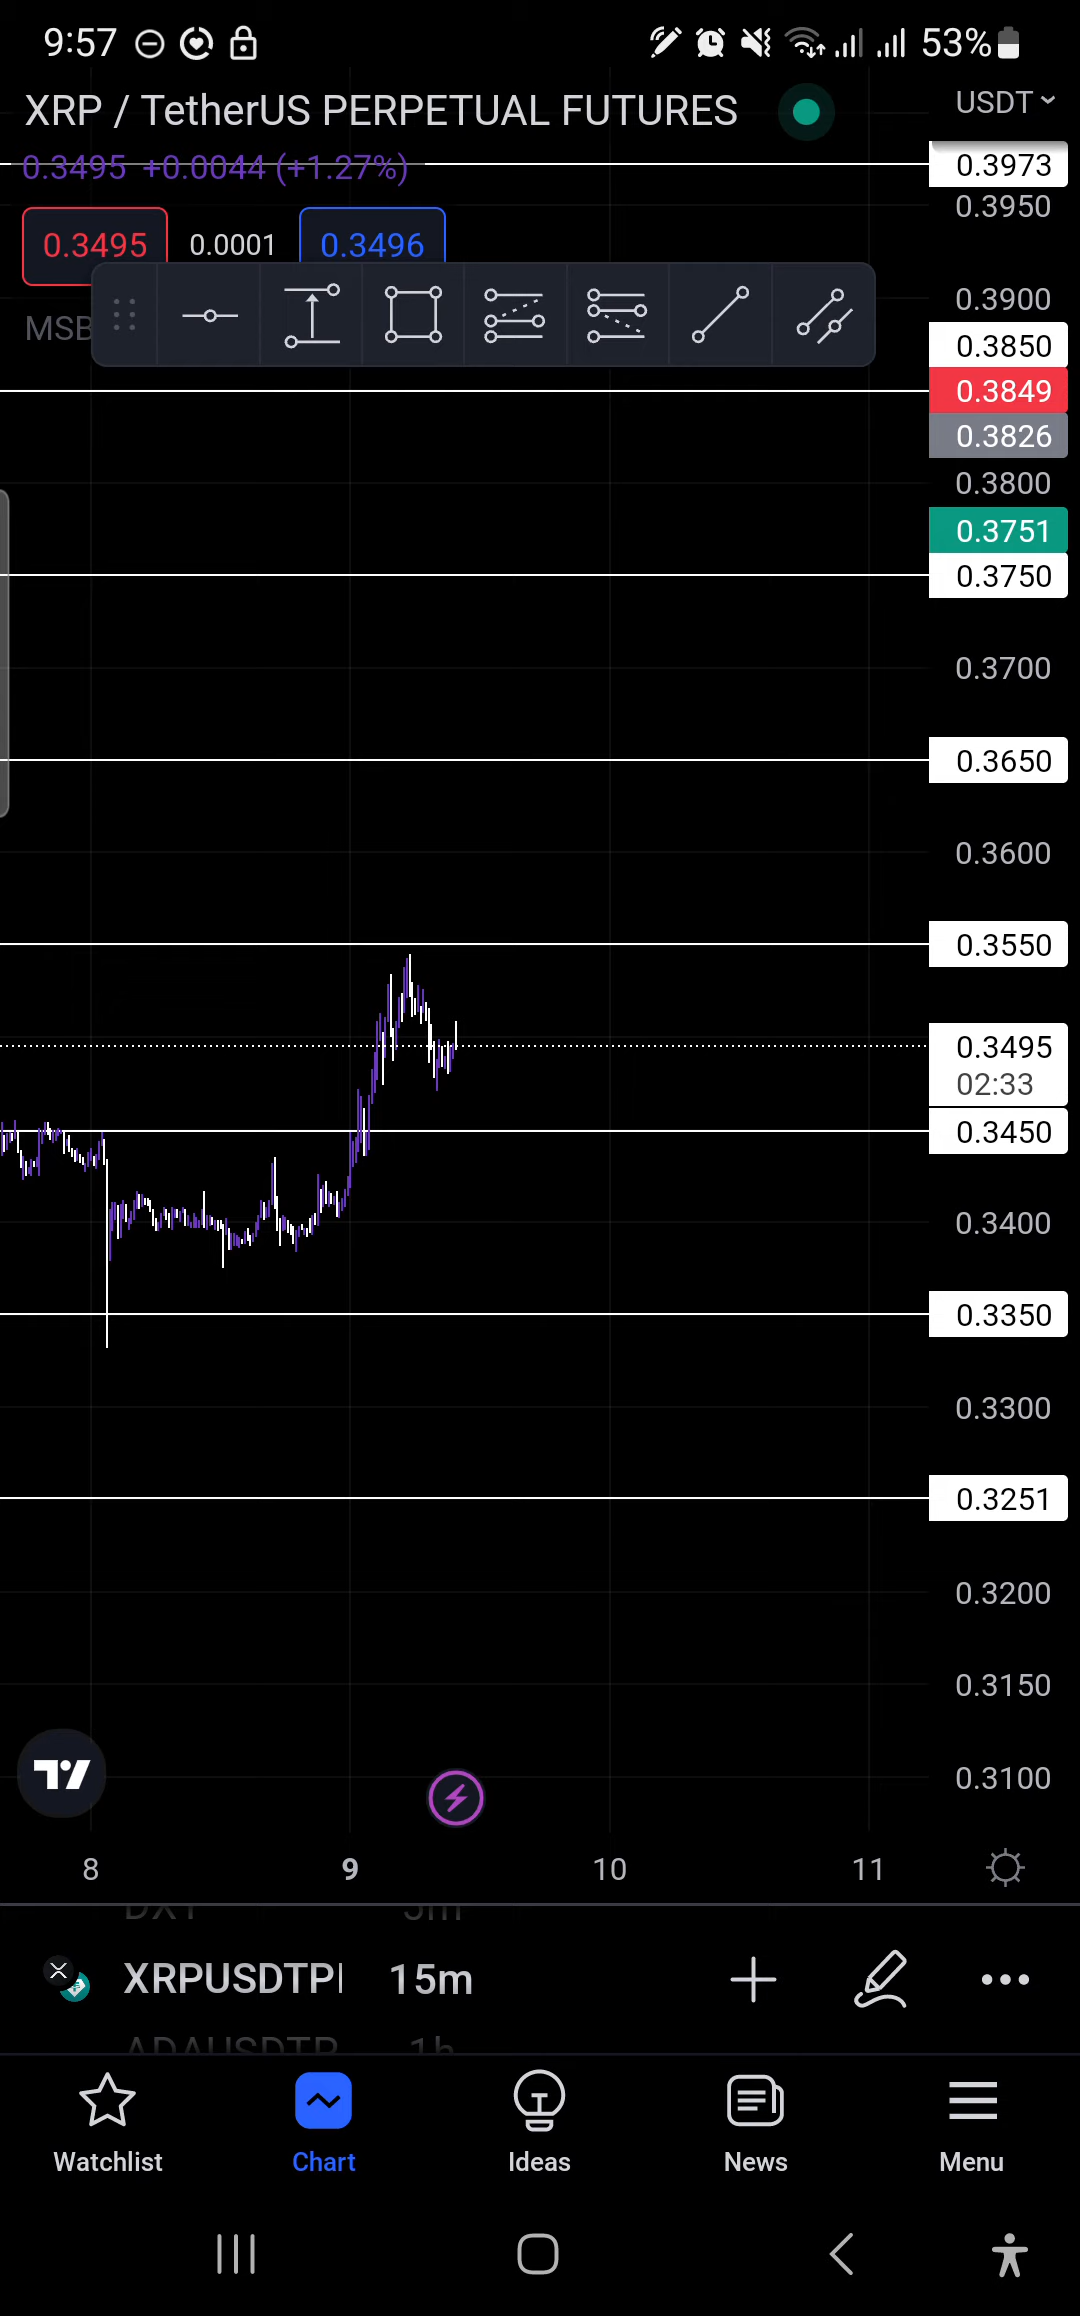 9:57 53%
XRP / TetherUS PERPETUAL FUTURES
USDT
0.3495 +0.0044 (+1.27%)
0.3973
0.3950
0.3495 0.0001 0.3496
0.3900
MSB
0.3850
0.3849
0.3826
0.3800
0.3751
0.3750
0.3700
0.3650
0.3600
0.3550
0.3495
02:33
0.3450
0.3400
0.3350
0.3300
0.3251
0.3200
0.3150
0.3100
8 9 10 11
DXY 5m
XRPUSDTP 15m
ADAUSDTP 1h
Watchlist Chart Ideas News Menu